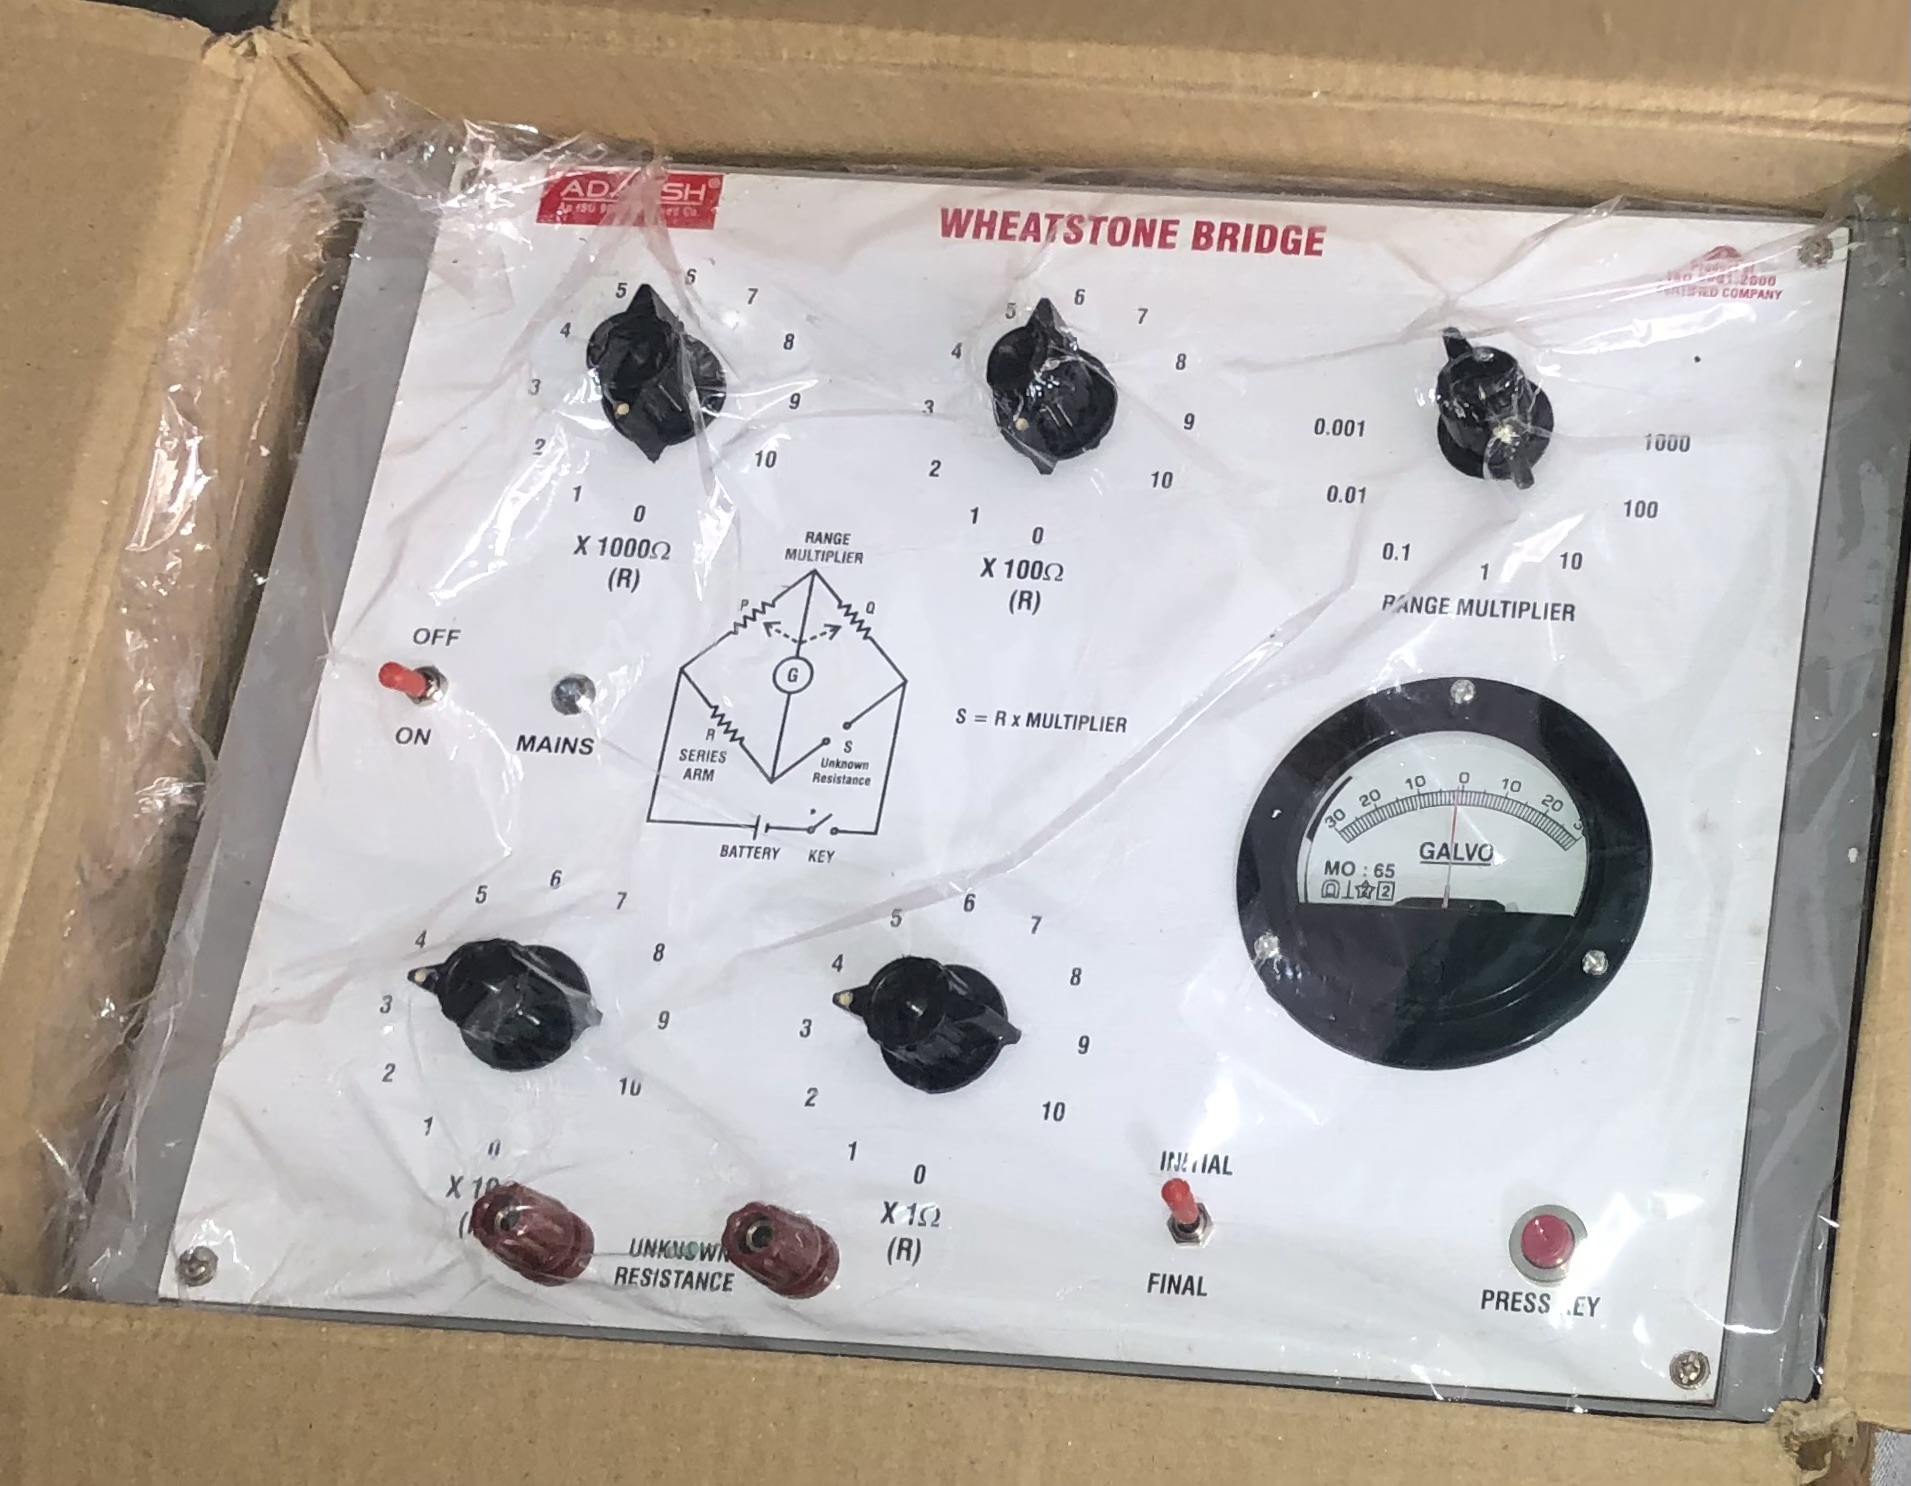 WHEATSTONE BRIDGE
CERTIFIED COMPANY
5 6 7
4 8
3 9
2 10
1 0
X 1000Ω
(R)
5 6 7
4 8
3 9
2 10
1 0
X 100Ω
(R)
0.001 1000
0.01 100
0.1 1 10
RANGE MULTIPLIER
OFF
ON
MAINS
RANGE
MULTIPLIER
P Q
G
R
SERIES
ARM
S
Unknown
Resistance
BATTERY KEY
S = R x MULTIPLIER
30 20 10 0 10 20
GALVO
MO : 65
2
5 6 7
4 8
3 9
2 10
1 0
5 6 7
4 8
3 9
2 10
1 0
X 1Ω
(R)
UNKNOWN
RESISTANCE
INITIAL
FINAL
PRESS